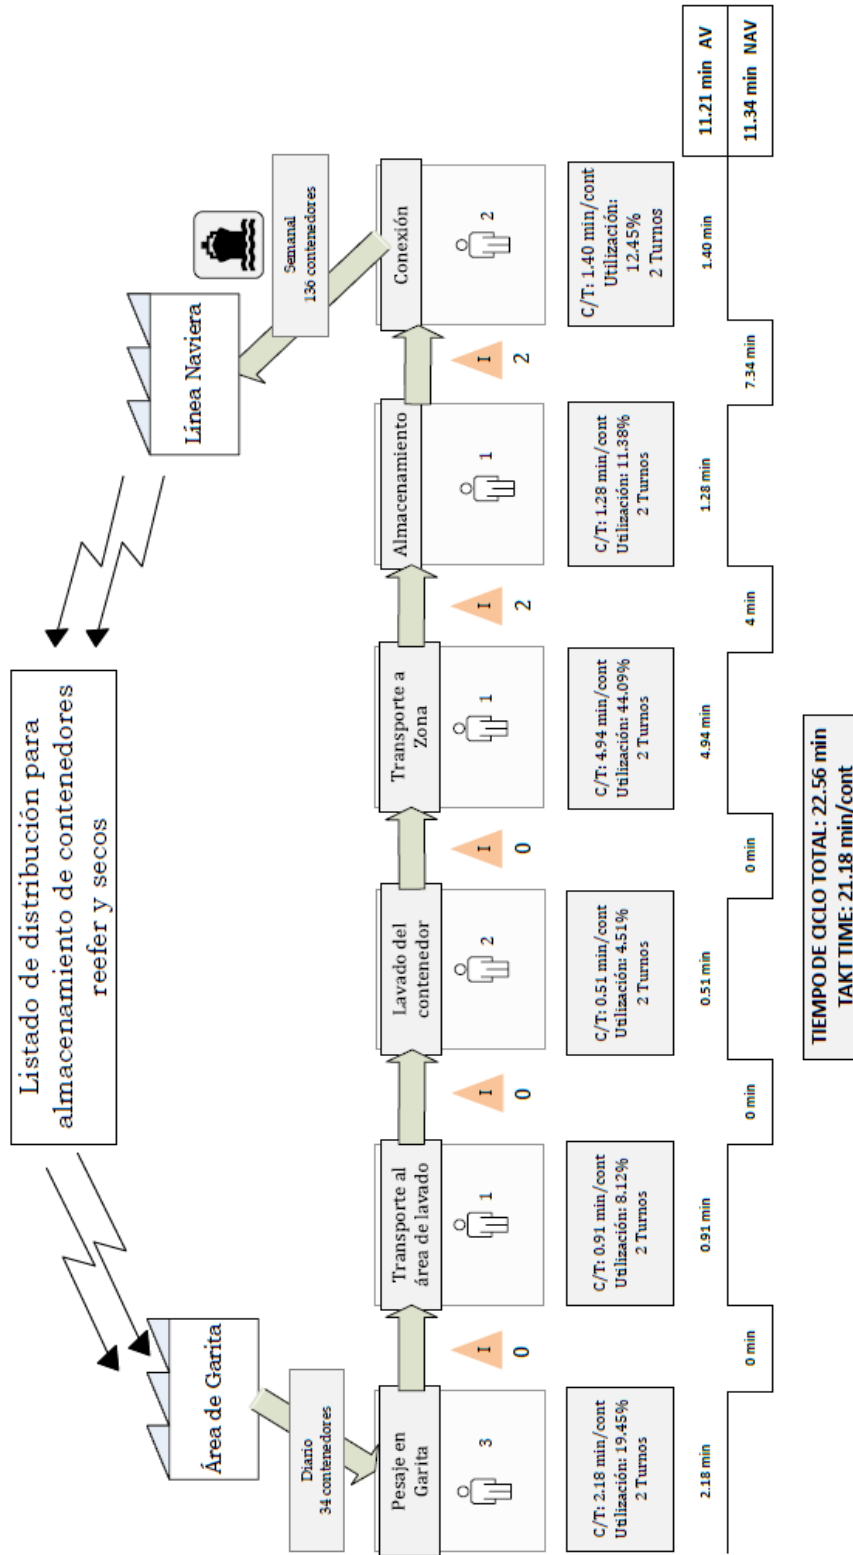 Listado de distribución para
almacenamiento de contenedores
reefer y secos
Área de Garita
Línea Naviera
Diario
34 contenedores
Semanal
136 contenedores
Pesaje en
Garita
3
C/T: 2.18 min/cont
Utilización: 19.45%
2 Turnos
I
0
Transporte al
área de lavado
1
C/T: 0.91 min/cont
Utilización: 8.12%
2 Turnos
I
0
Lavado del
contenedor
2
C/T: 0.51 min/cont
Utilización: 4.51%
2 Turnos
I
0
Transporte a
Zona
1
C/T: 4.94 min/cont
Utilización: 44.09%
2 Turnos
I
2
Almacenamiento
1
C/T: 1.28 min/cont
Utilización: 11.38%
2 Turnos
I
2
Conexión
2
C/T: 1.40 min/cont
Utilización:
12.45%
2 Turnos
2.18 min
0.91 min
0.51 min
4.94 min
1.28 min
1.40 min
11.21 min AV
0 min
0 min
0 min
4 min
7.34 min
11.34 min NAV
TIEMPO DE CICLO TOTAL: 22.56 min
TAKT TIME: 21.18 min/cont